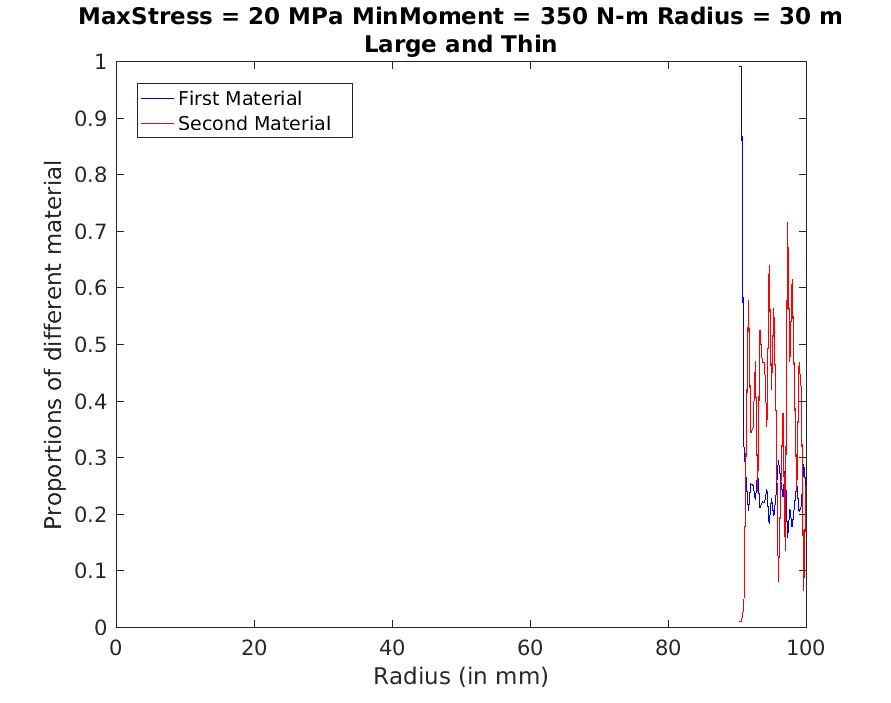 MaxStress = 20 MPa MinMoment = 350 N-m Radius = 30 m
Large and Thin
1
First Material
Second Material
0.9
0.8
0.7
0.6
0.5
0.4
0.3
0.2
0.1
0
Proportions of different material
0 20 40 60 80 100
Radius (in mm)